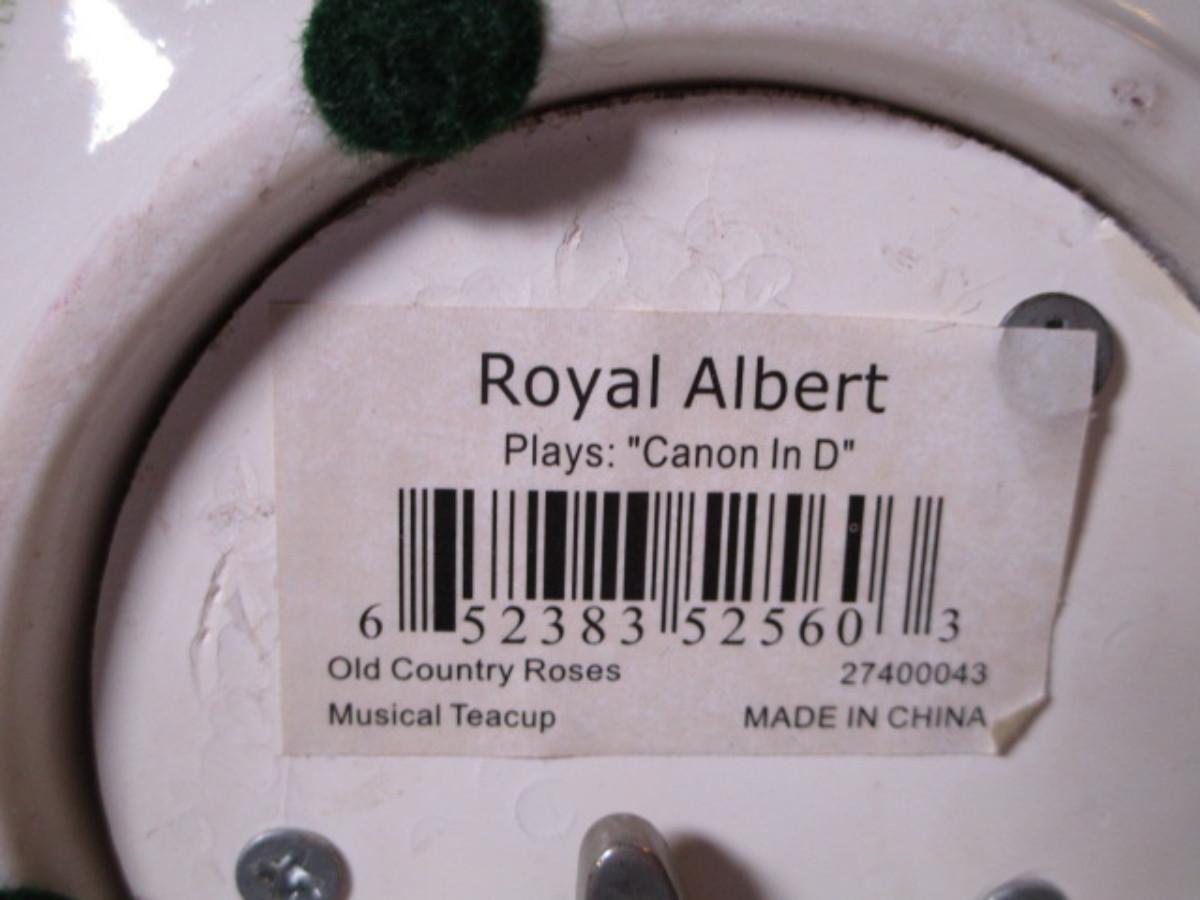 Royal Albert
Plays: "Canon In D"
6 52383 52560 3
Old Country Roses 27400043
Musical Teacup MADE IN CHINA